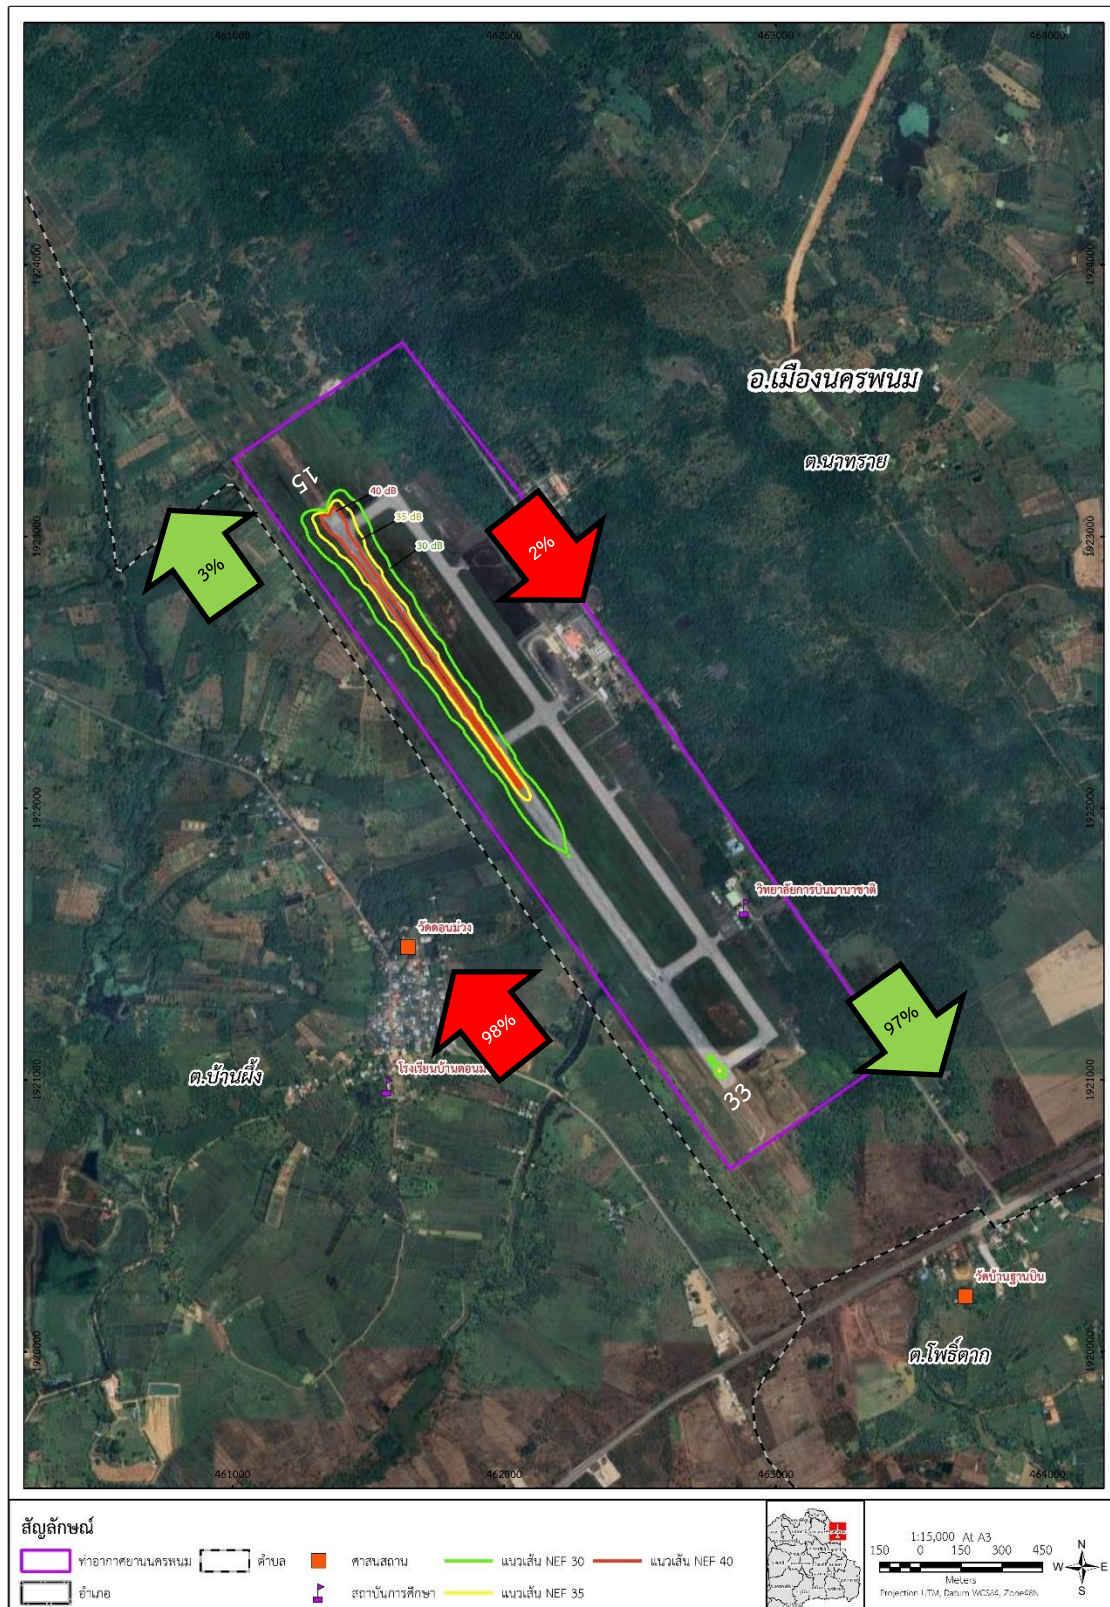 461000 462000 463000 464000
1924000 1924000
อ.เมืองนครพนม
ต.นาทราย
15
40 dB
35 dB
30 dB
1923000 1923000
2%
3%
1922000 1922000
วิทยาลัยการบินนานาชาติ
วัดดอนม่วง
98%
97%
โรงเรียนบ้านดอนม
ต.บ้านผึ้ง
1921000 1921000
33
วัดบ้านฐานบิน
ต.โพธิ์ตาก
1920000 1920000
461000 462000 463000 464000
สัญลักษณ์
ท่าอากาศยานนครพนม ตำบล ศาสนสถาน แนวเส้น NEF 30 แนวเส้น NEF 40
อำเภอ สถาบันการศึกษา แนวเส้น NEF 35
1:15,000 At A3
150 0 150 300 450
Meters
Projection UTM, Datum WGS84, Zone48N
N
W E
S